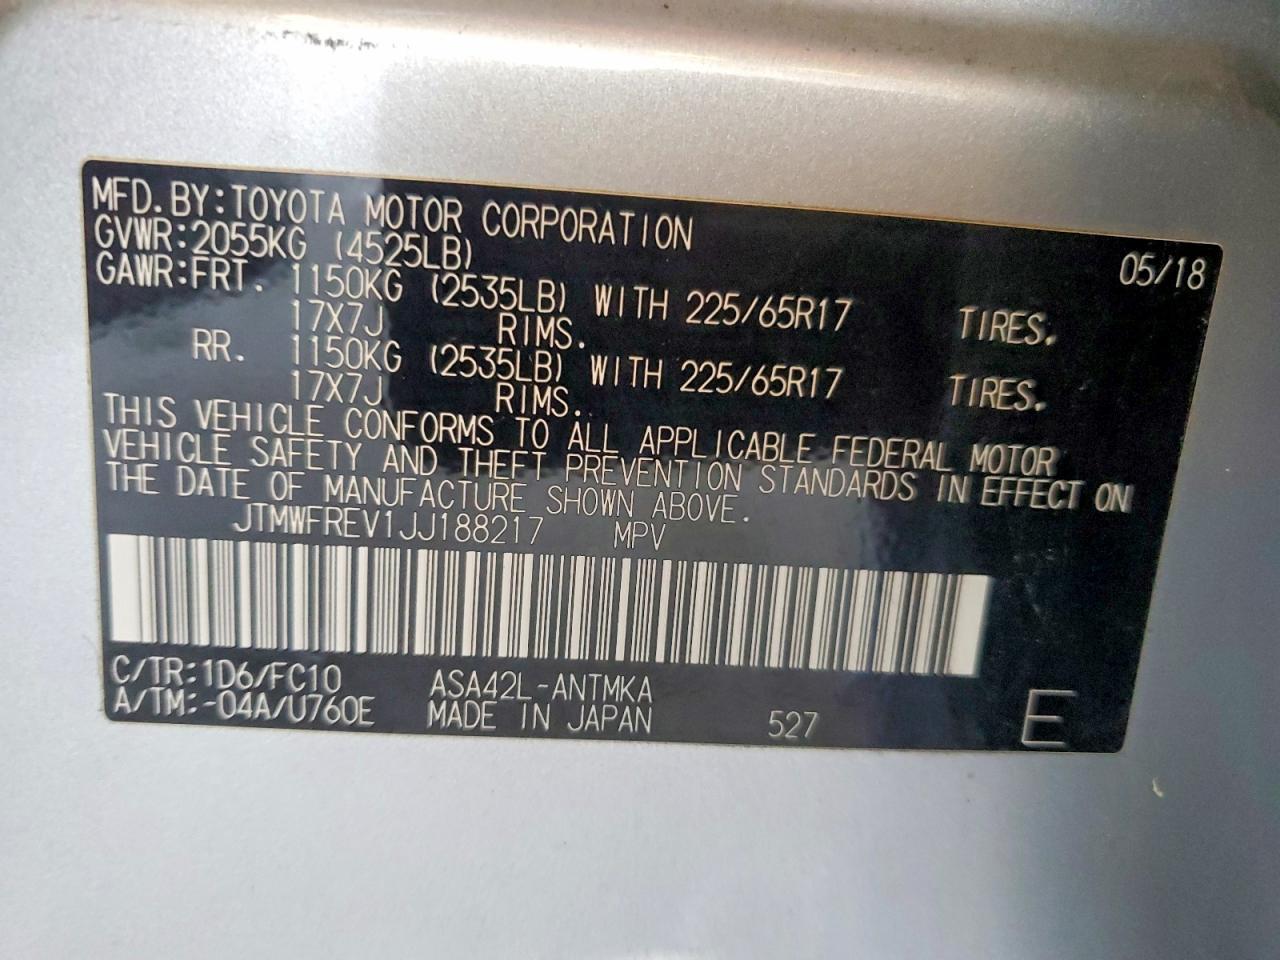 MFD.BY:TOYOTA MOTOR CORPORATION 05/18
GVWR:2055KG (4525LB)
GAWR:FRT. 1150KG (2535LB) WITH 225/65R17 TIRES.
17X7J RIMS.
RR. 1150KG (2535LB) WITH 225/65R17 TIRES.
17X7J RIMS.
THIS VEHICLE CONFORMS TO ALL APPLICABLE FEDERAL MOTOR
VEHICLE SAFETY AND THEFT PREVENTION STANDARDS IN EFFECT ON
THE DATE OF MANUFACTURE SHOWN ABOVE.
JTMWFREV1JJ188217 MPV
C/TR:1D6/FC10 ASA42L-ANTMKA
A/TM:-04A/U760E MADE IN JAPAN 527 E